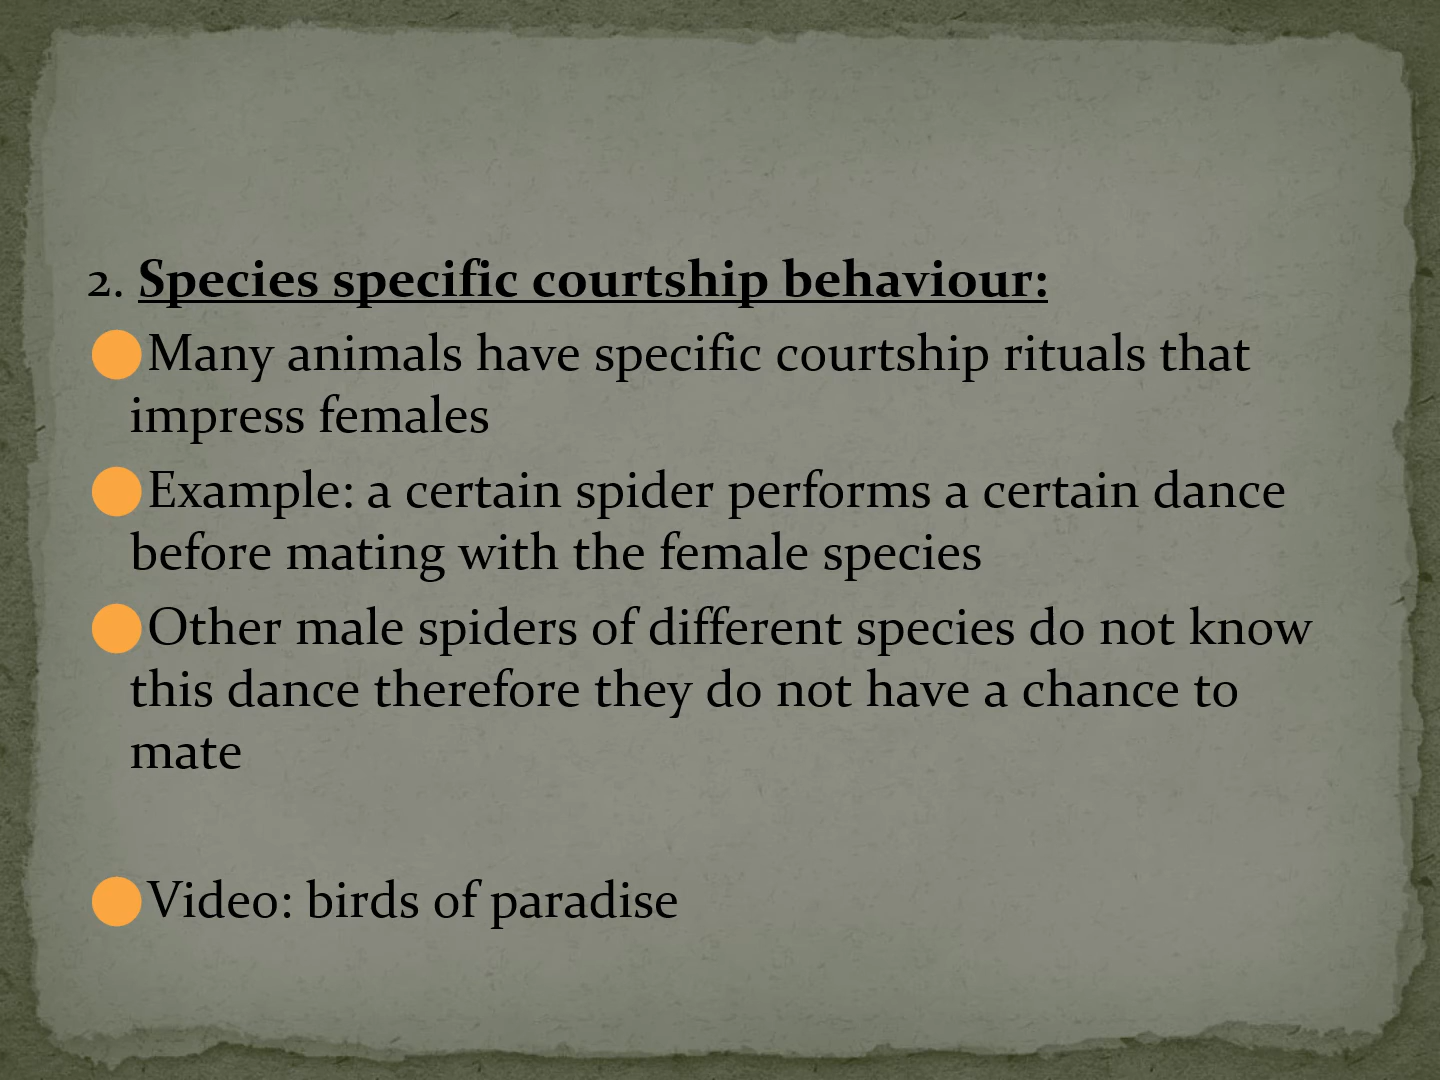 2. Species specific courtship behaviour:
Many animals have specific courtship rituals that
impress females
Example: a certain spider performs a certain dance
before mating with the female species
Other male spiders of different species do not know
this dance therefore they do not have a chance to
mate
Video: birds of paradise